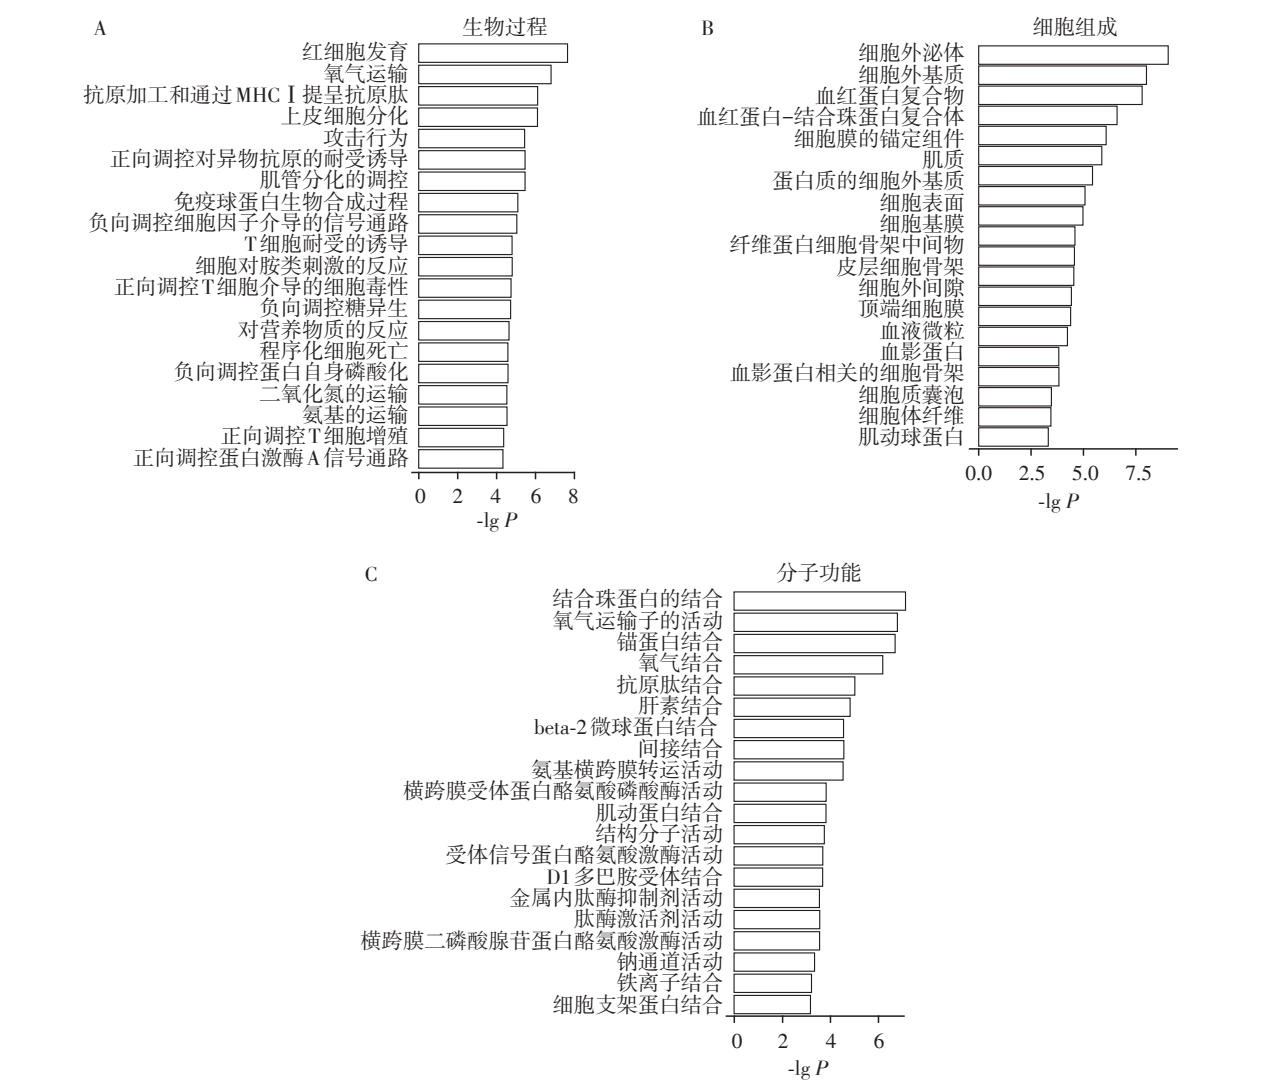 A
生物过程
红细胞发育
氧气运输
抗原加工和通过MHC I 提呈抗原肽
上皮细胞分化
攻击行为
正向调控对异物抗原的耐受诱导
肌管分化的调控
免疫球蛋白生物合成过程
负向调控细胞因子介导的信号通路
T细胞耐受的诱导
细胞对胺类刺激的反应
正向调控T细胞介导的细胞毒性
负向调控糖异生
对营养物质的反应
程序化细胞死亡
负向调控蛋白自身磷酸化
二氧化氮的运输
氨基的运输
正向调控T细胞增殖
正向调控蛋白激酶A信号通路
0 2 4 6 8
-lg P
B
细胞组成
细胞外泌体
细胞外基质
血红蛋白复合物
血红蛋白-结合珠蛋白复合体
细胞膜的锚定组件
肌质
蛋白质的细胞外基质
细胞表面
细胞基膜
纤维蛋白细胞骨架中间物
皮层细胞骨架
细胞外间隙
顶端细胞膜
血液微粒
血影蛋白
血影蛋白相关的细胞骨架
细胞质囊泡
细胞体纤维
肌动球蛋白
0.0 2.5 5.0 7.5
-lg P
C
分子功能
结合珠蛋白的结合
氧气运输子的活动
锚蛋白结合
氧气结合
抗原肽结合
肝素结合
beta-2微球蛋白结合
间接结合
氨基横跨膜转运活动
横跨膜受体蛋白酪氨酸磷酸酶活动
肌动蛋白结合
结构分子活动
受体信号蛋白酪氨酸激酶活动
D1多巴胺受体结合
金属内肽酶抑制剂活动
肽酶激活剂活动
横跨膜二磷酸腺苷蛋白酪氨酸激酶活动
钠通道活动
铁离子结合
细胞支架蛋白结合
0 2 4 6
-lg P